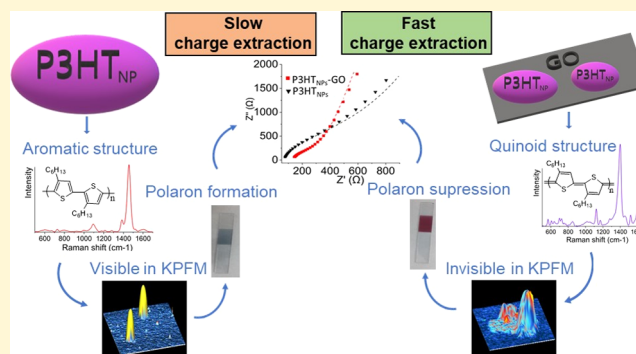 Slow
charge extraction
Fast
charge extraction
P3HT NP
Aromatic structure
Intensity
C6H13
S
S
n
C6H13
600 800 1000 1200 1400 1600
Raman shift (cm-1)
Visible in KPFM
Polaron formation
2000
1500
1000
500
0
Z" (Ω)
P3HTNPs-GO
P3HTNPs
200 400 600 800
Z' (Ω)
Polaron supression
GO
P3HTNP
P3HTNP
Quinoid structure
Intensity
C6H13
S
S
n
C6H13
600 800 1000 1200 1400 1600
Raman shift (cm-1)
Invisible in KPFM